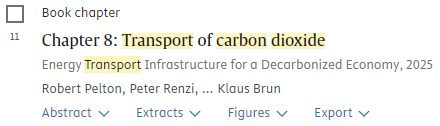 Book chapter
11
Chapter 8: Transport of carbon dioxide
Energy Transport Infrastructure for a Decarbonized Economy, 2025
Robert Pelton, Peter Renzi, ... Klaus Brun
Abstract Extracts Figures Export